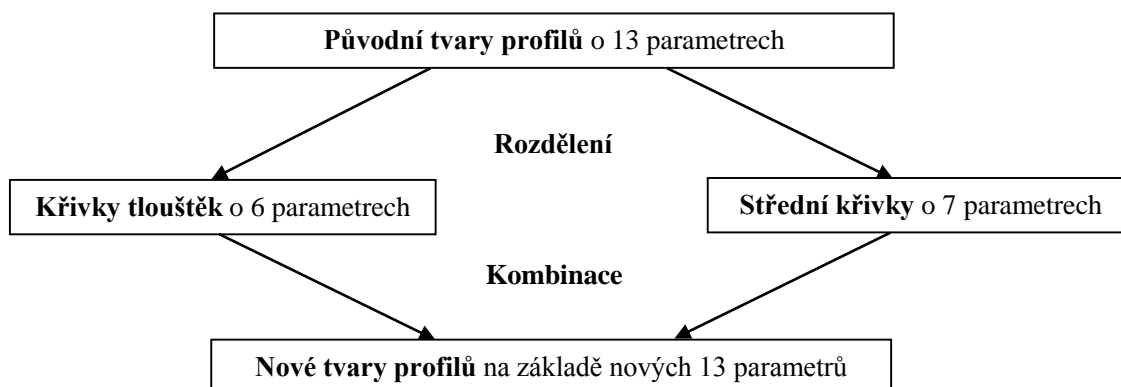 Původní tvary profilů o 13 parametrech
Rozdělení
Křivky tlouštěk o 6 parametrech
Střední křivky o 7 parametrech
Kombinace
Nové tvary profilů na základě nových 13 parametrů